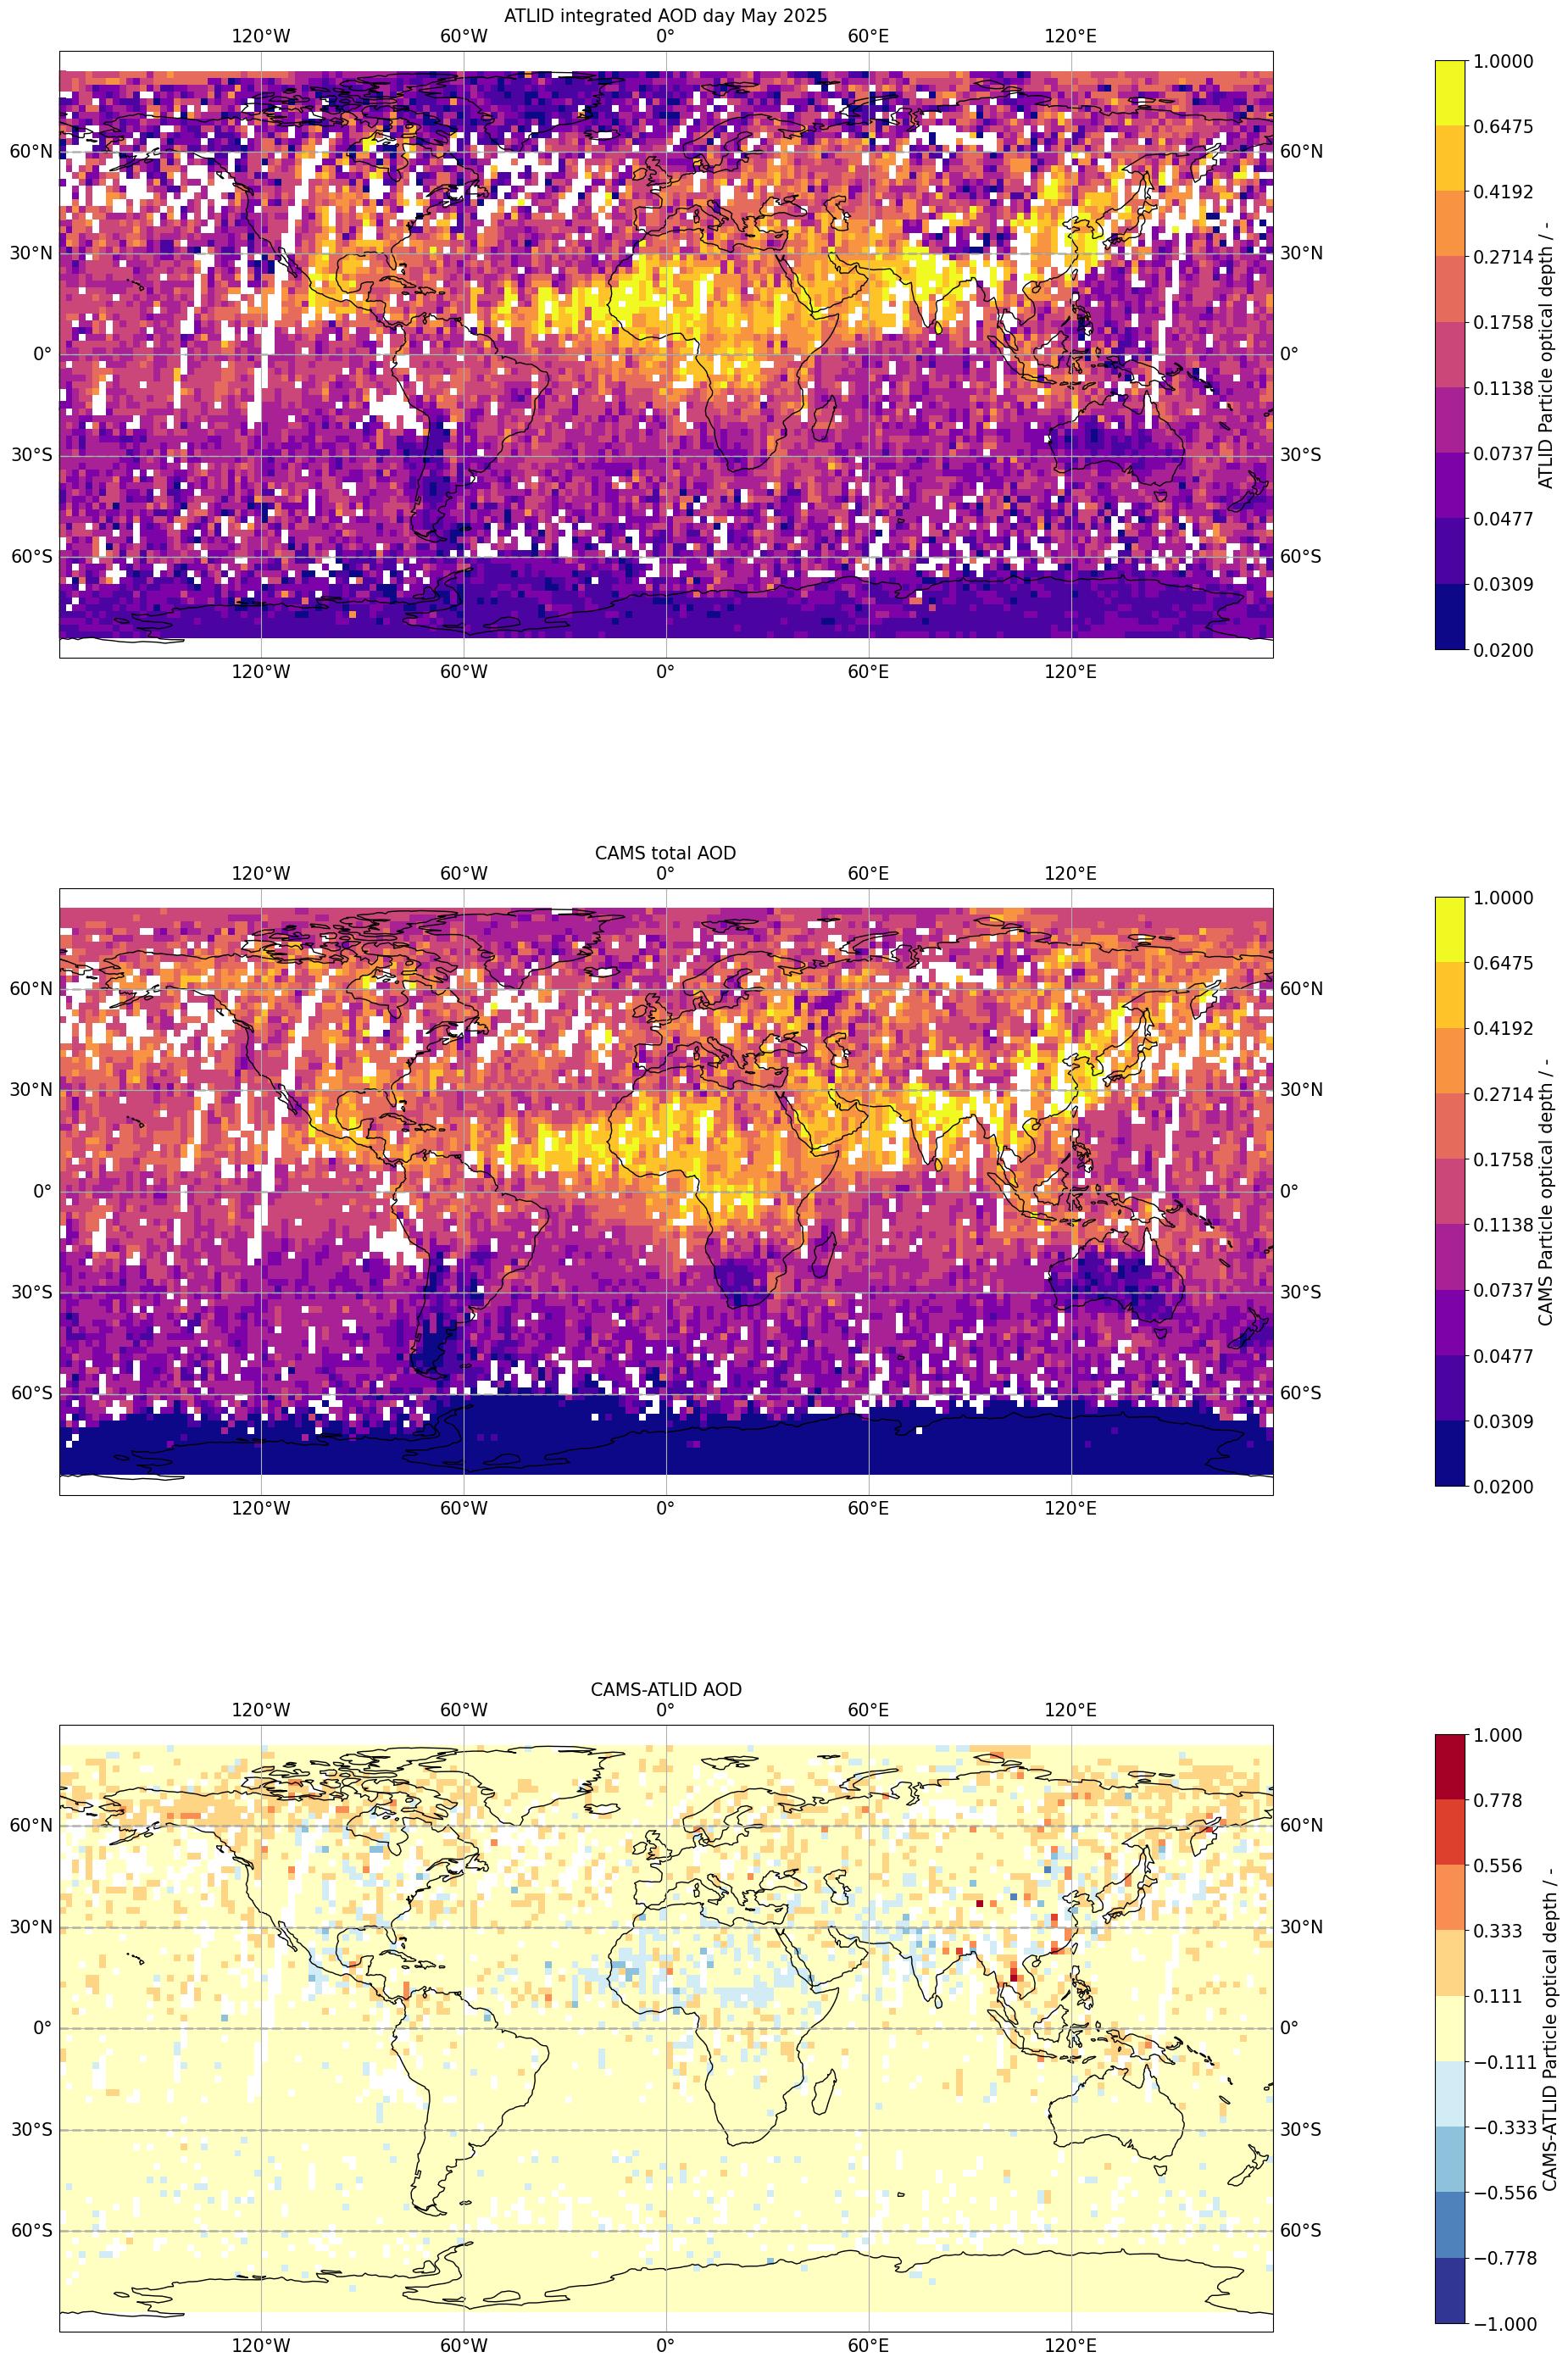 ATLID integrated AOD day May 2025
120°W 60°W 0° 60°E 120°E
60°N 60°N
30°N 30°N
0° 0°
30°S 30°S
60°S 60°S
120°W 60°W 0° 60°E 120°E
1.0000
0.6475
0.4192
0.2714
0.1758
0.1138
0.0737
0.0477
0.0309
0.0200
ATLID Particle optical depth / -
CAMS total AOD
120°W 60°W 0° 60°E 120°E
60°N 60°N
30°N 30°N
0° 0°
30°S 30°S
60°S 60°S
120°W 60°W 0° 60°E 120°E
1.0000
0.6475
0.4192
0.2714
0.1758
0.1138
0.0737
0.0477
0.0309
0.0200
CAMS Particle optical depth / -
CAMS-ATLID AOD
120°W 60°W 0° 60°E 120°E
60°N 60°N
30°N 30°N
0° 0°
30°S 30°S
60°S 60°S
120°W 60°W 0° 60°E 120°E
1.000
0.778
0.556
0.333
0.111
−0.111
−0.333
−0.556
−0.778
−1.000
CAMS-ATLID Particle optical depth / -